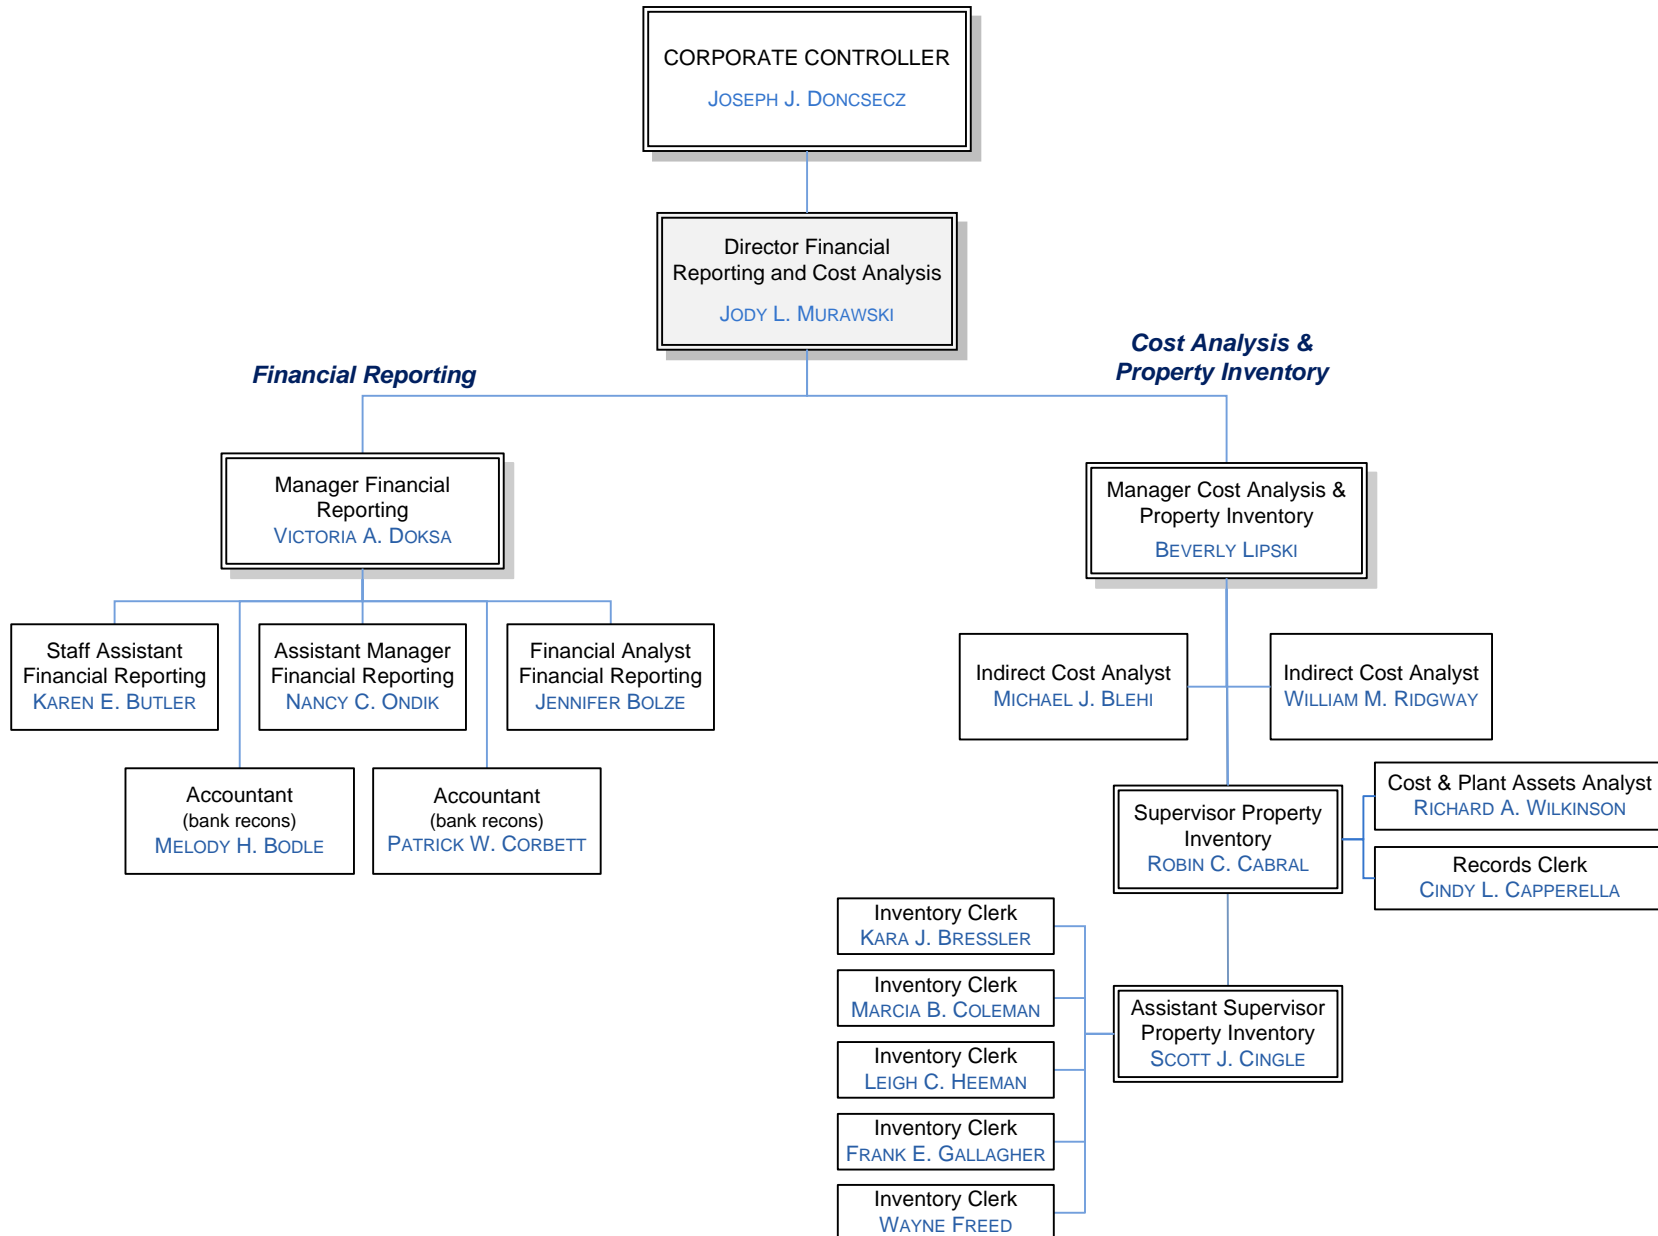 CORPORATE CONTROLLER
JOSEPH J. DONCSECZ
Director Financial
Reporting and Cost Analysis
JODY L. MURAWSKI
Financial Reporting
Cost Analysis &
Property Inventory
Manager Financial
Reporting
VICTORIA A. DOKSA
Manager Cost Analysis &
Property Inventory
BEVERLY LIPSKI
Staff Assistant
Financial Reporting
KAREN E. BUTLER
Assistant Manager
Financial Reporting
NANCY C. ONDIK
Financial Analyst
Financial Reporting
JENNIFER BOLZE
Accountant
(bank recons)
MELODY H. BODLE
Accountant
(bank recons)
PATRICK W. CORBETT
Indirect Cost Analyst
MICHAEL J. BLEHI
Indirect Cost Analyst
WILLIAM M. RIDGWAY
Supervisor Property
Inventory
ROBIN C. CABRAL
Cost & Plant Assets Analyst
RICHARD A. WILKINSON
Records Clerk
CINDY L. CAPPERELLA
Assistant Supervisor
Property Inventory
SCOTT J. CINGLE
Inventory Clerk
KARA J. BRESSLER
Inventory Clerk
MARCIA B. COLEMAN
Inventory Clerk
LEIGH C. HEEMAN
Inventory Clerk
FRANK E. GALLAGHER
Inventory Clerk
WAYNE FREED